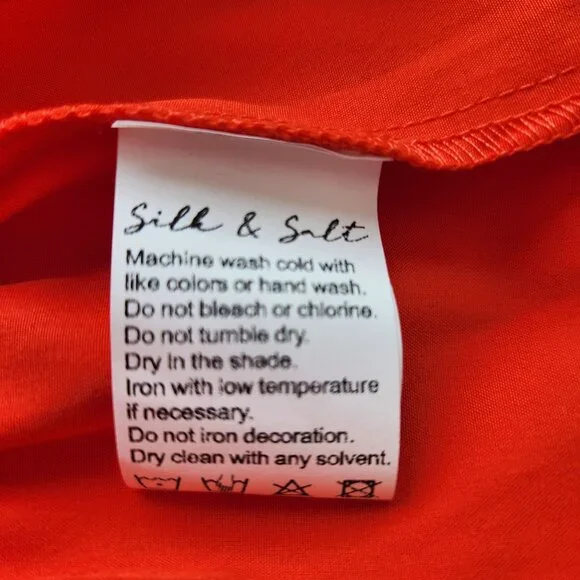 Silk & Salt
Machine wash cold with
like colors or hand wash.
Do not bleach or chlorine.
Do not tumble dry.
Dry in the shade.
Iron with low temperature
if necessary.
Do not iron decoration.
Dry clean with any solvent.